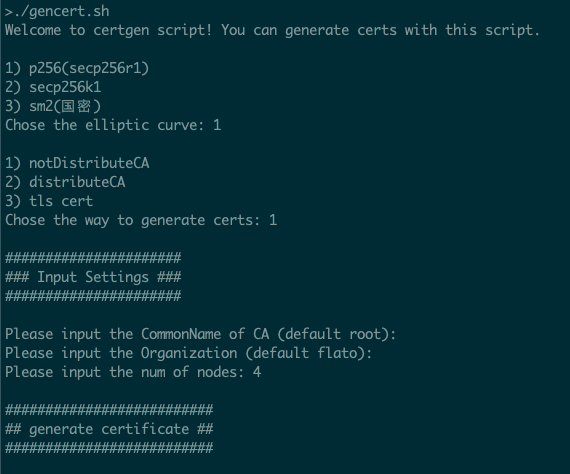 >./gencert.sh
Welcome to certgen script! You can generate certs with this script.
1) p256(secp256r1)
2) secp256k1
3) sm2(国密)
Chose the elliptic curve: 1
1) notDistributeCA
2) distributeCA
3) tls cert
Chose the way to generate certs: 1
######################
### Input Settings ###
######################
Please input the CommonName of CA (default root):
Please input the Organization (default flato):
Please input the num of nodes: 4
##########################
## generate certificate ##
##########################